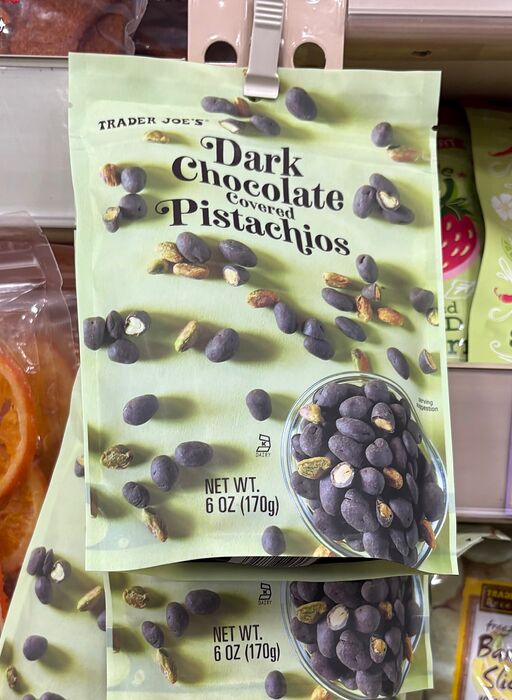 TRADER JOE'S
Dark
Chocolate
Covered
Pistachios
serving
suggestion
K
DAIRY
NET WT.
6 OZ (170g)
K
DAIRY
NET WT.
6 OZ (170g)